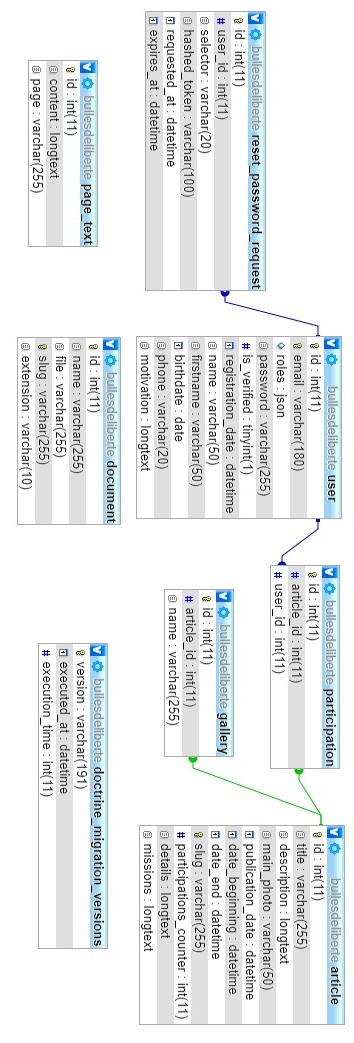 bullesdeliberte reset_password_request
id : int(11)
user_id : int(11)
selector : varchar(20)
hashed_token : varchar(100)
requested_at : datetime
expires_at : datetime
bullesdeliberte page_text
id : int(11)
content : longtext
page : varchar(255)
bullesdeliberte user
id : int(11)
email : varchar(180)
roles : json
password : varchar(255)
is_verified : tinyint(1)
registration_date : datetime
name : varchar(50)
firstname : varchar(50)
birthdate : date
phone : varchar(20)
motivation : longtext
bullesdeliberte document
id : int(11)
name : varchar(255)
file : varchar(255)
slug : varchar(255)
extension : varchar(10)
bullesdeliberte participation
id : int(11)
article_id : int(11)
user_id : int(11)
bullesdeliberte gallery
id : int(11)
article_id : int(11)
name : varchar(255)
bullesdeliberte doctrine_migration_versions
version : varchar(191)
executed_at : datetime
execution_time : int(11)
bullesdeliberte article
id : int(11)
title : varchar(255)
description : longtext
main_photo : varchar(50)
publication_date : datetime
date_beginning : datetime
date_end : datetime
slug : varchar(255)
participations_counter : int(11)
details : longtext
missions : longtext